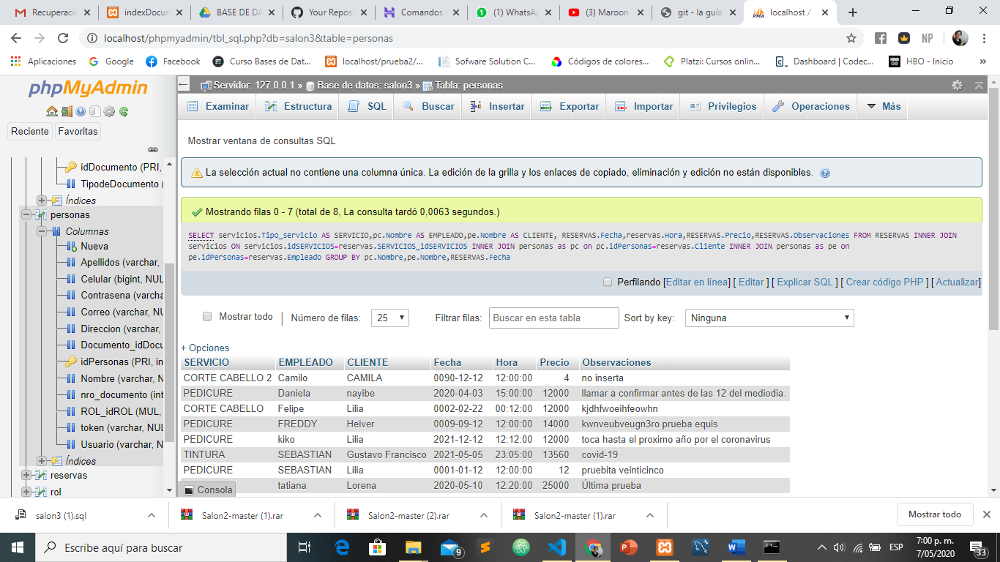 Recuperació
indexDocum
BASE DE DA
Your Repos
Comandos
(1) WhatsA
(3) Maroon
git - la guía
localhost /
localhost/phpmyadmin/tbl_sql.php?db=salon3&table=personas
NP
Aplicaciones
Google
Facebook
Curso Bases de Dat...
localhost/prueba2/...
Sofware Solution C...
Códigos de colores...
Platzi: Cursos onlin...
Dashboard | Codec...
HBO - Inicio
»
phpMyAdmin
Reciente
Favoritas
idDocumento (PRI,
TipodeDocumento (
Índices
personas
Columnas
Nueva
Apellidos (varchar,
Celular (bigint, NUL
Contrasena (varcha
Correo (varchar, NU
Direccion (varchar,
Documento_idDocu
idPersonas (PRI, in
Nombre (varchar, N
nro_documento (int
ROL_idROL (MUL,
token (varchar, NUL
Usuario (varchar, N
Índices
reservas
rol
Servidor: 127.0.0.1 » Base de datos: salon3 » Tabla: personas
Examinar
Estructura
SQL
Buscar
Insertar
Exportar
Importar
Privilegios
Operaciones
Más
Mostrar ventana de consultas SQL
La selección actual no contiene una columna única. La edición de la grilla y los enlaces de copiado, eliminación y edición no están disponibles.
Mostrando filas 0 - 7 (total de 8, La consulta tardó 0,0063 segundos.)
SELECT servicios.Tipo_servicio AS SERVICIO,pc.Nombre AS EMPLEADO,pe.Nombre AS CLIENTE, RESERVAS.Fecha,reservas.Hora,RESERVAS.Precio,RESERVAS.Observaciones FROM RESERVAS INNER JOIN
servicios ON servicios.idSERVICIOS=reservas.SERVICIOS_idSERVICIOS INNER JOIN personas as pc on pc.idPersonas=reservas.Cliente INNER JOIN personas as pe on
pe.idPersonas=reservas.Empleado GROUP BY pc.Nombre,pe.Nombre,RESERVAS.Fecha
Perfilando [Editar en línea] [ Editar ] [ Explicar SQL ] [ Crear código PHP ] [ Actualizar]
Mostrar todo | Número de filas: 25 Filtrar filas: Buscar en esta tabla Sort by key: Ninguna
+ Opciones
SERVICIO EMPLEADO CLIENTE Fecha Hora Precio Observaciones
CORTE CABELLO 2 Camilo CAMILA 0090-12-12 12:00:00 4 no inserta
PEDICURE Daniela nayibe 2020-04-03 15:00:00 12000 llamar a confirmar antes de las 12 del mediodia.
CORTE CABELLO Felipe Lilia 0002-02-22 00:12:00 12000 kjdhfwoeihfeowhn
PEDICURE FREDDY Heiver 0009-09-12 12:00:00 14000 kwnveubveugn3ro prueba equis
PEDICURE kiko Lilia 2021-12-12 12:12:00 12000 toca hasta el proximo año por el coronavirus
TINTURA SEBASTIAN Gustavo Francisco 2021-05-05 23:05:00 13560 covid-19
PEDICURE SEBASTIAN Lilia 0001-01-12 12:00:00 12 pruebita veinticinco
tatiana Lorena 2020-05-10 12:20:00 25000 Última prueba
Consola
salon3 (1).sql
Salon2-master (1).rar
Salon2-master (2).rar
Salon2-master (1).rar
Mostrar todo
Escribe aquí para buscar
9
ESP
7:00 p. m.
7/05/2020
33